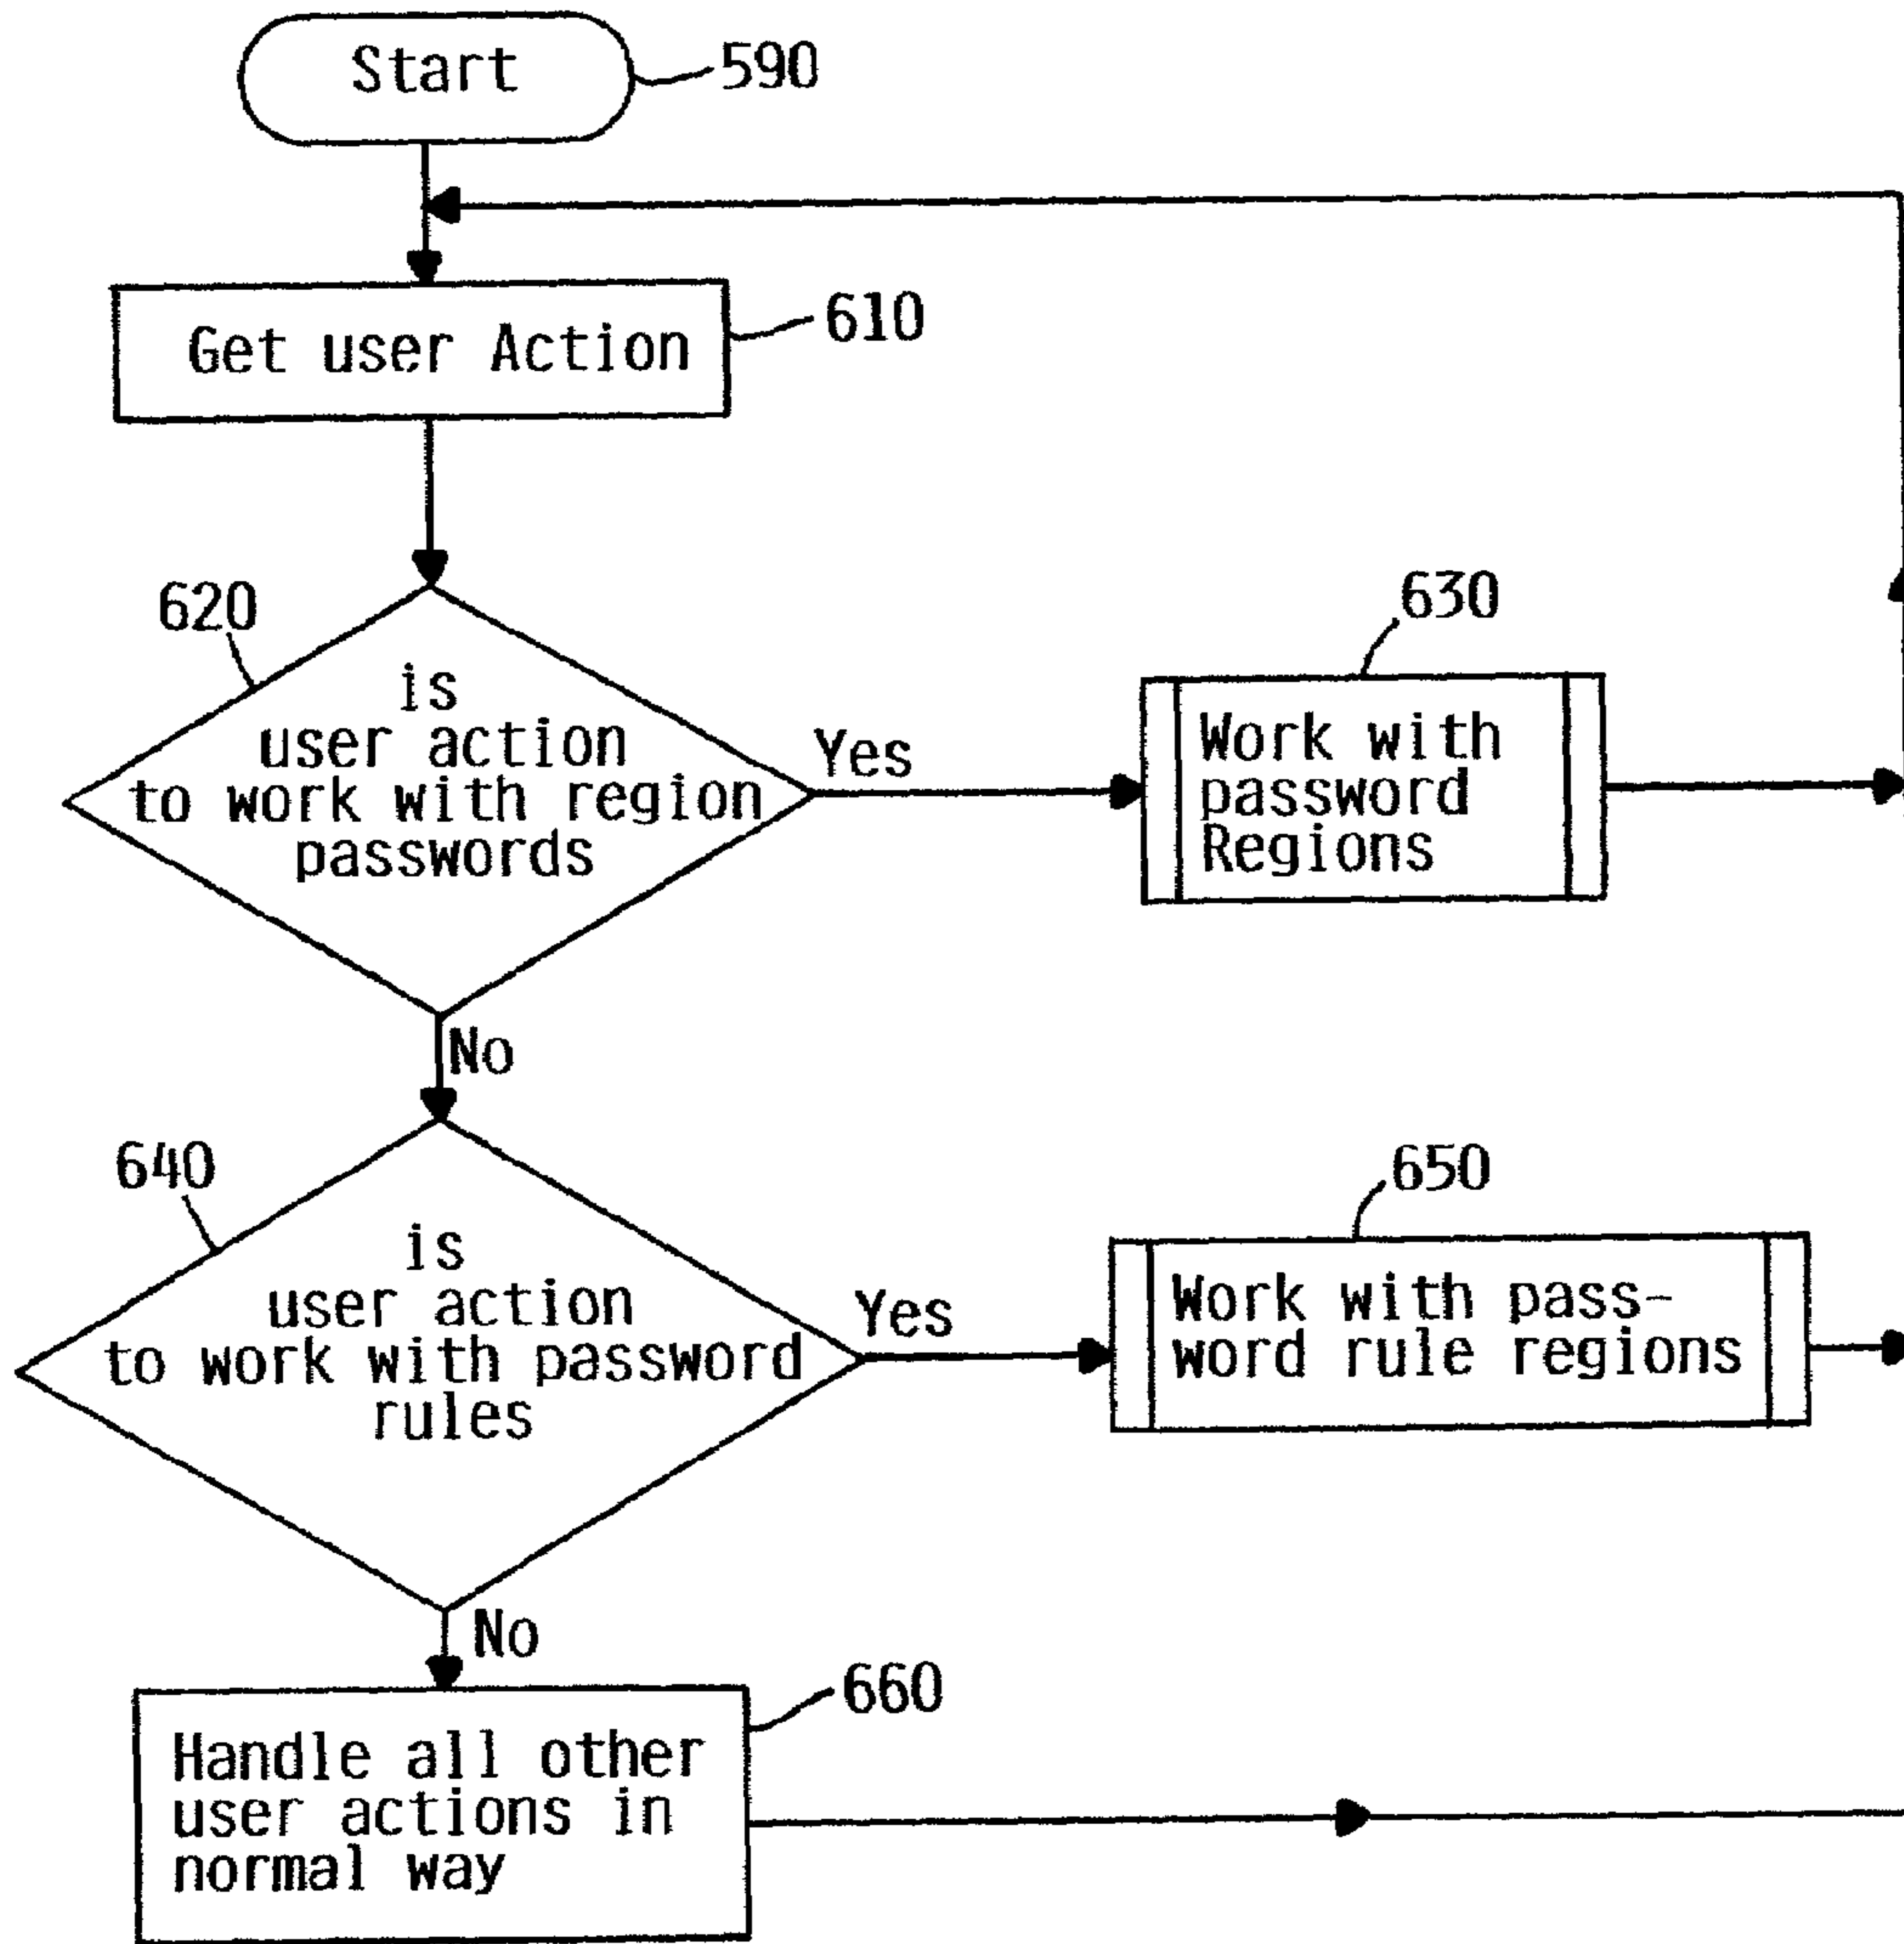 Start
590
Get user Action
610
620
is
user action
to work with region
passwords
Yes
630
Work with
password
Regions
No
640
is
user action
to work with password
rules
Yes
650
Work with pass-
word rule regions
No
660
Handle all other
user actions in
normal way